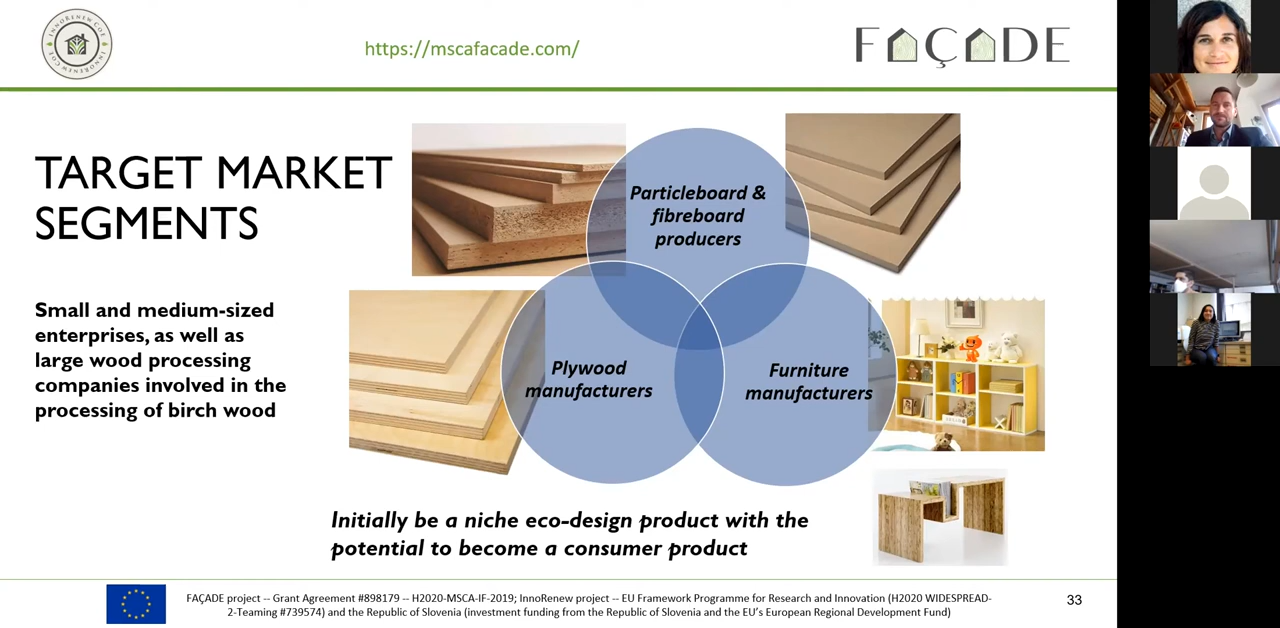 INNORENEW COE
INNORENEW COE
https://mscafacade.com/
FAÇADE
TARGET MARKET
SEGMENTS
Small and medium-sized
enterprises, as well as
large wood processing
companies involved in the
processing of birch wood
Particleboard &
fibreboard
producers
Plywood
manufacturers
Furniture
manufacturers
Initially be a niche eco-design product with the
potential to become a consumer product
FAÇADE project -- Grant Agreement #898179 -- H2020-MSCA-IF-2019; InnoRenew project -- EU Framework Programme for Research and Innovation (H2020 WIDESPREAD-
2-Teaming #739574) and the Republic of Slovenia (investment funding from the Republic of Slovenia and the EU's European Regional Development Fund)
33